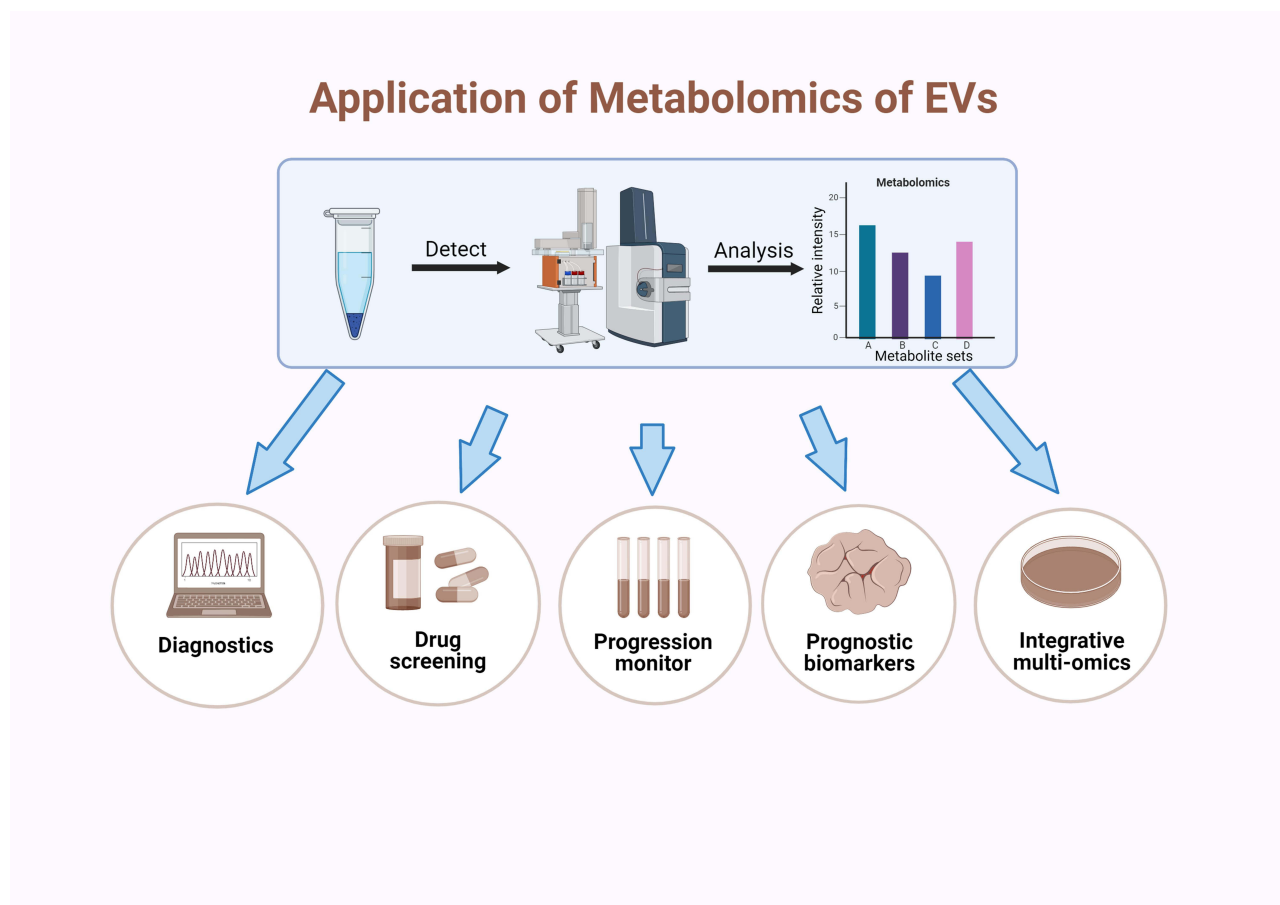 Application of Metabolomics of EVs
Detect
Analysis
Metabolomics
Relative intensity
20
15
10
5
0
A B C D
Metabolite sets
Diagnostics
Drug
screening
Progression
monitor
Prognostic
biomarkers
Integrative
multi-omics